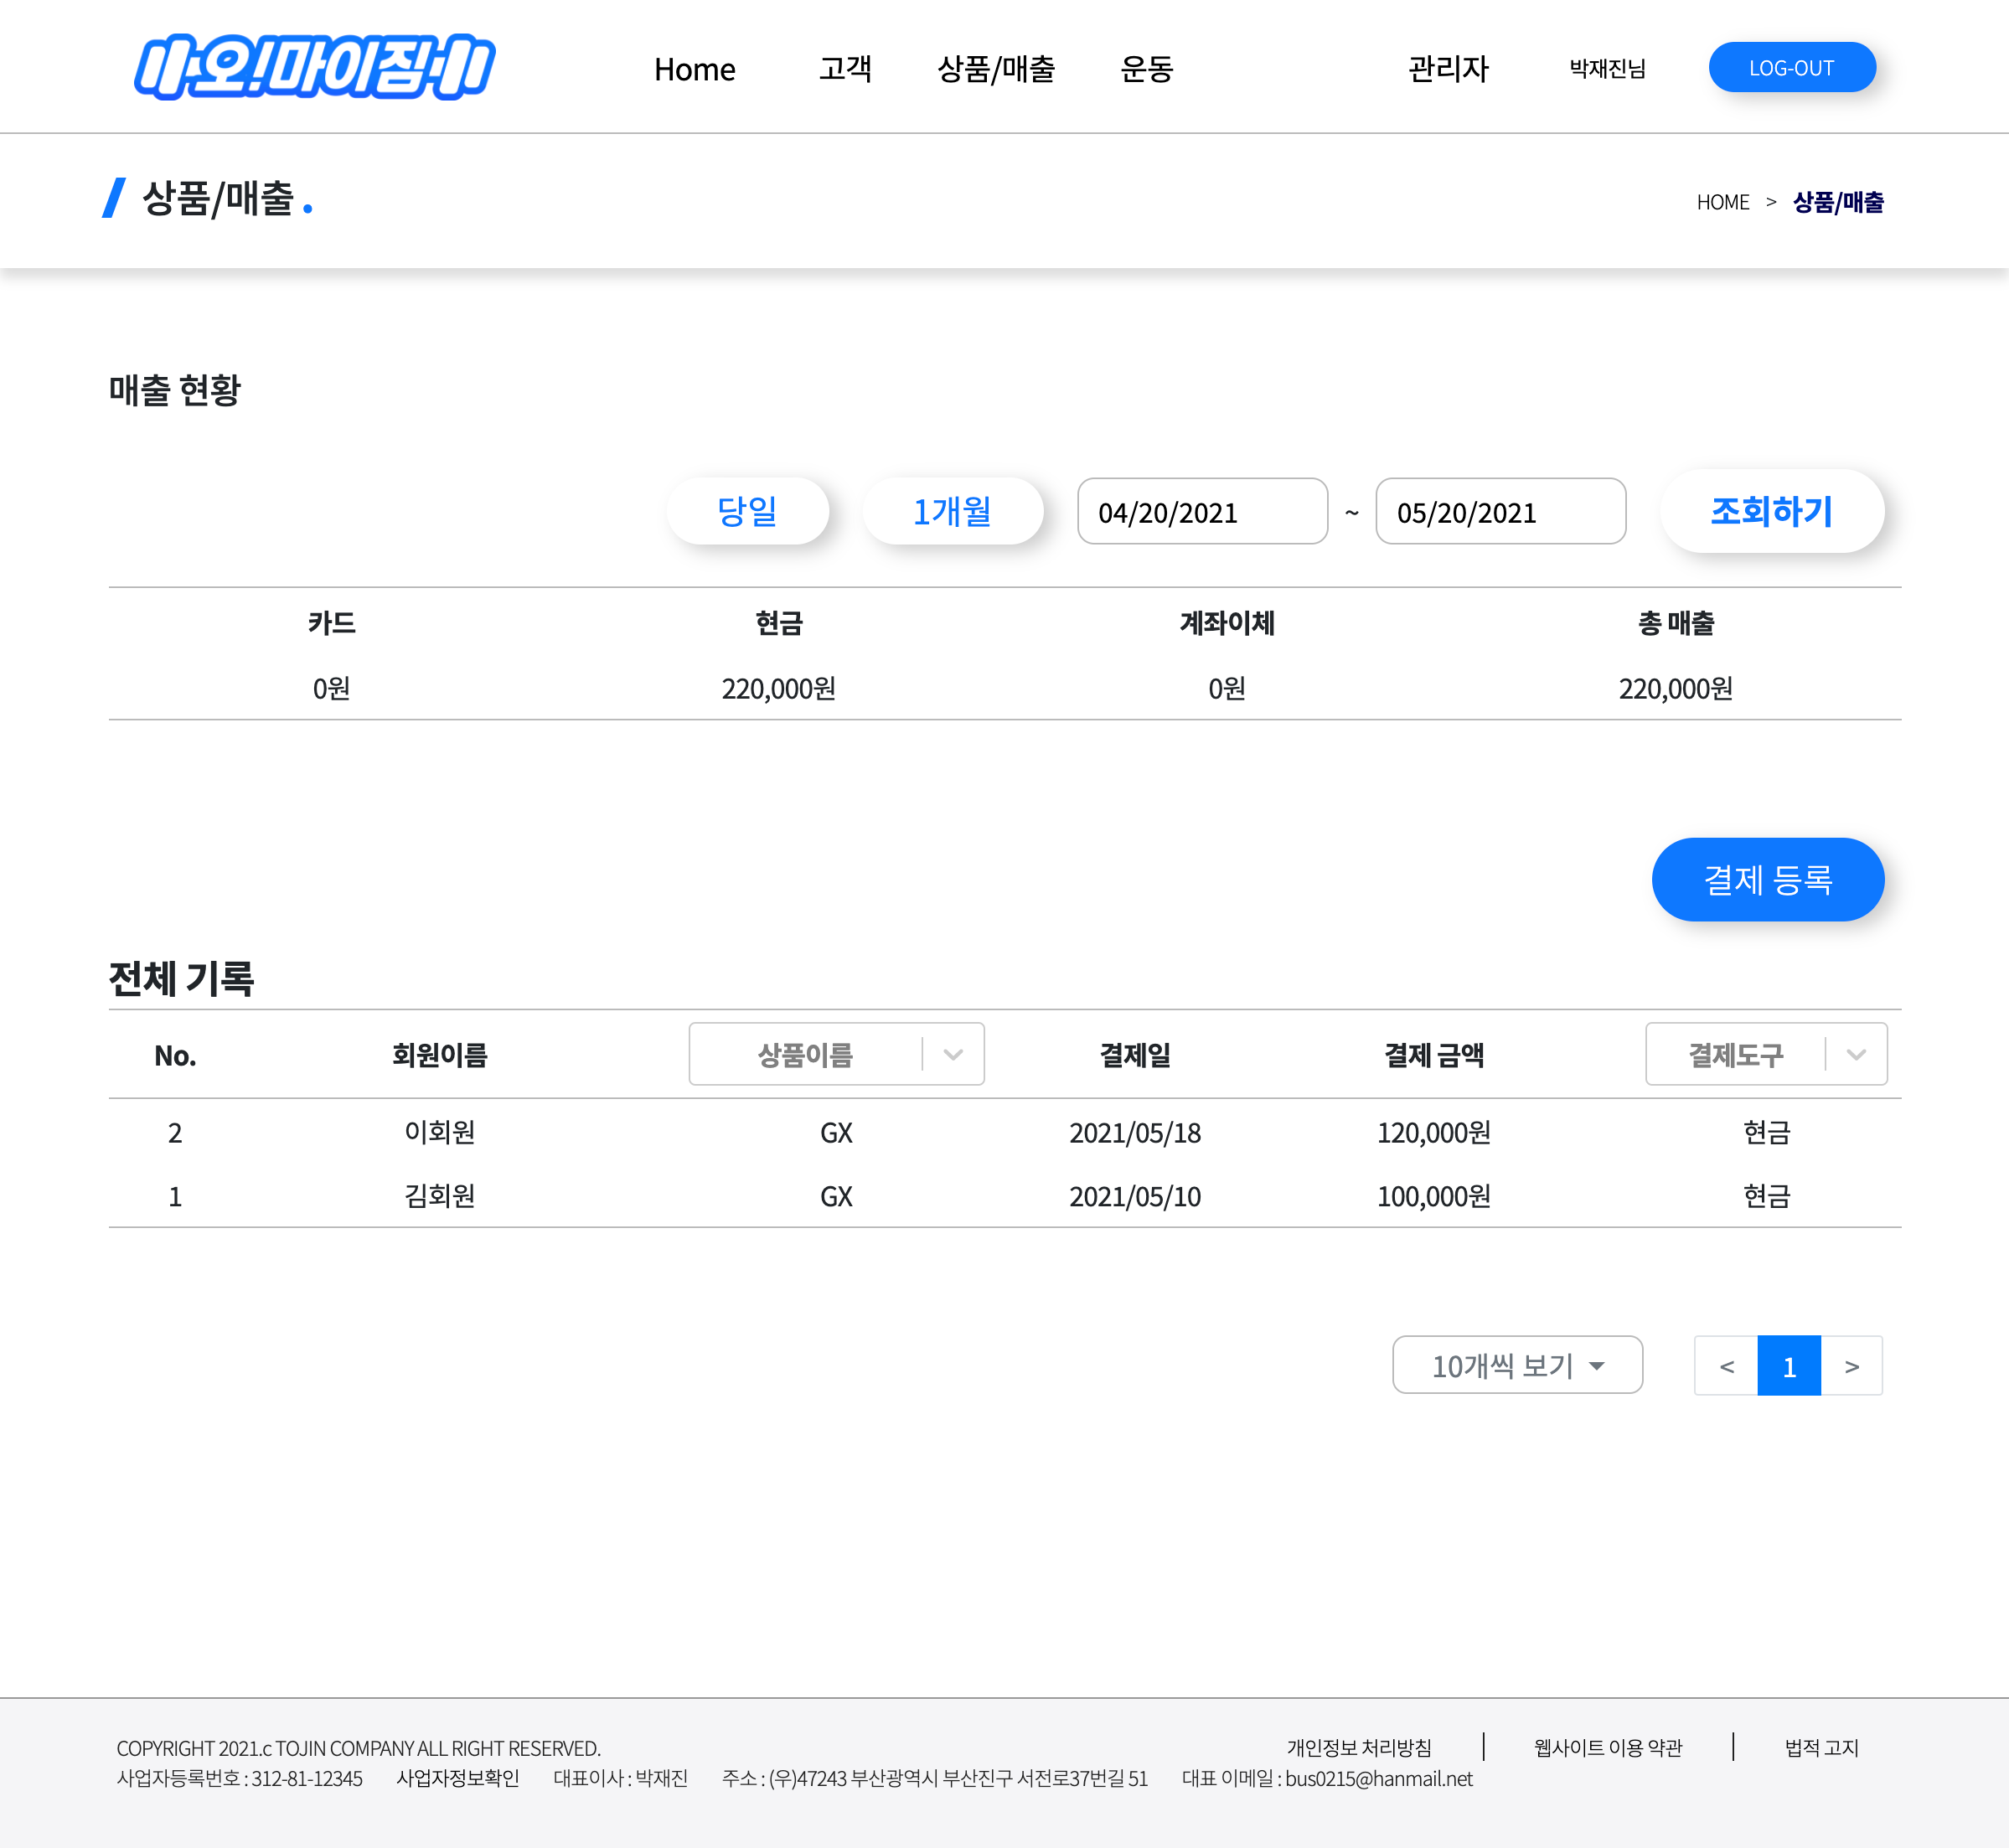 오!마이짐
Home 고객 상품/매출 운동 관리자 박재진님 LOG-OUT
상품/매출.
HOME > 상품/매출
매출 현황
당일 1개월 04/20/2021 ~ 05/20/2021 조회하기
카드 현금 계좌이체 총 매출
0원 220,000원 0원 220,000원
결제 등록
전체 기록
No. 회원이름 상품이름 결제일 결제 금액 결제도구
2 이회원 GX 2021/05/18 120,000원 현금
1 김회원 GX 2021/05/10 100,000원 현금
10개씩 보기 < 1 >
COPYRIGHT 2021.c TOJIN COMPANY ALL RIGHT RESERVED. 개인정보 처리방침 웹사이트 이용 약관 법적 고지
사업자등록번호 : 312-81-12345 사업자정보확인 대표이사 : 박재진 주소 : (우)47243 부산광역시 부산진구 서전로37번길 51 대표 이메일 : bus0215@hanmail.net